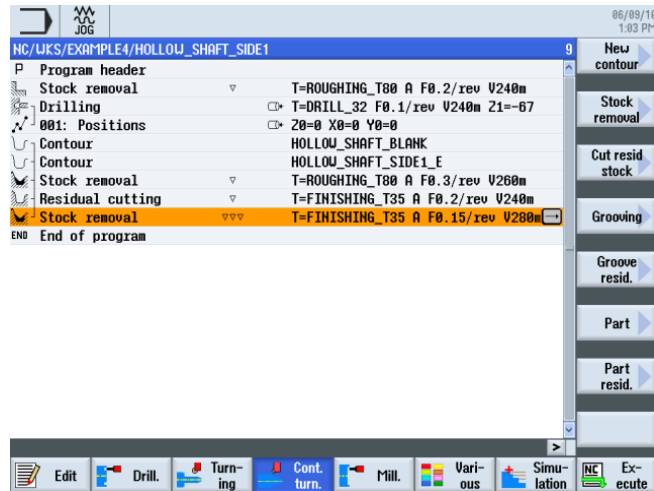 JOG
06/09/16
1:03 PM
NC/WKS/EXAMPLE4/HOLLOW_SHAFT_SIDE1 9
P Program header
Stock removal ▽ T=ROUGHING_T80 A F0.2/rev V240m
Drilling T=DRILL_32 F0.1/rev V240m Z1=-67
001: Positions Z0=0 X0=0 Y0=0
Contour HOLLOW_SHAFT_BLANK
Contour HOLLOW_SHAFT_SIDE1_E
Stock removal ▽ T=ROUGHING_T80 A F0.3/rev V260m
Residual cutting ▽ T=FINISHING_T35 A F0.2/rev V240m
Stock removal ▽▽▽ T=FINISHING_T35 A F0.15/rev V280m
END End of program
New
contour
Stock
removal
Cut resid
stock
Grooving
Groove
resid.
Part
Part
resid.
>
Edit
Drill.
Turn-
ing
Cont.
turn.
Mill.
Vari-
ous
Simu-
lation
NC Ex-
ecute